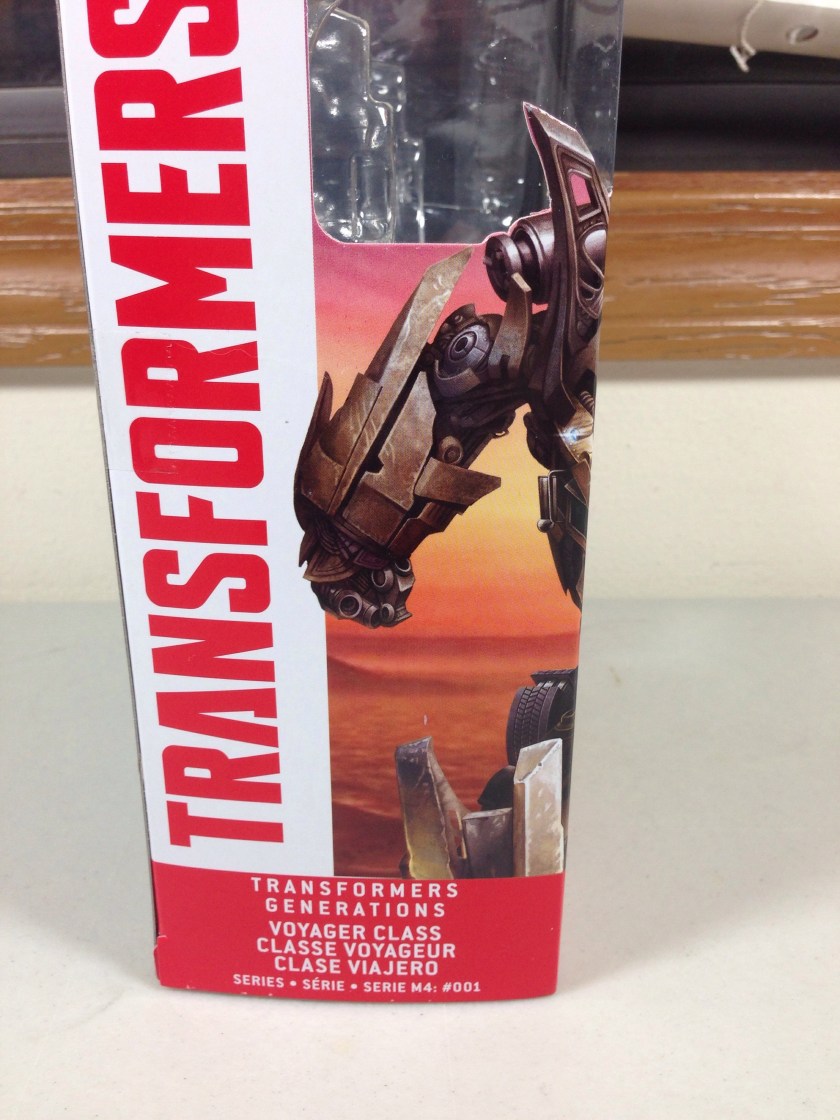 TRANSFORMERS
TRANSFORMERS
GENERATIONS
VOYAGER CLASS
CLASSE VOYAGEUR
CLASE VIAJERO
SERIES • SÉRIE • SERIE M4: #001